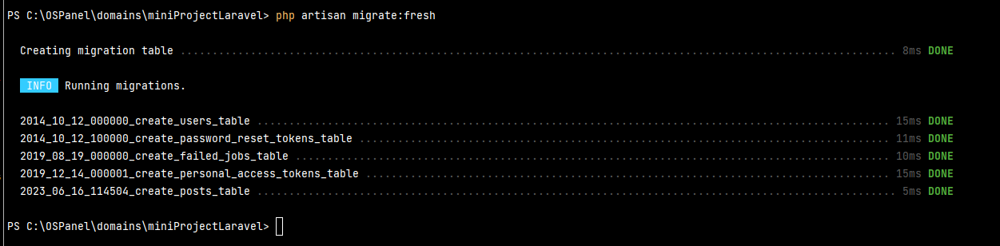 PS C:\OSPanel\domains\miniProjectLaravel> php artisan migrate:fresh
Creating migration table ................................................................................................................ 8ms DONE
INFO Running migrations.
2014_10_12_000000_create_users_table ................................................................................................... 15ms DONE
2014_10_12_100000_create_password_reset_tokens_table ................................................................................... 11ms DONE
2019_08_19_000000_create_failed_jobs_table ............................................................................................. 10ms DONE
2019_12_14_000001_create_personal_access_tokens_table .................................................................................. 15ms DONE
2023_06_16_114504_create_posts_table .................................................................................................... 5ms DONE
PS C:\OSPanel\domains\miniProjectLaravel>